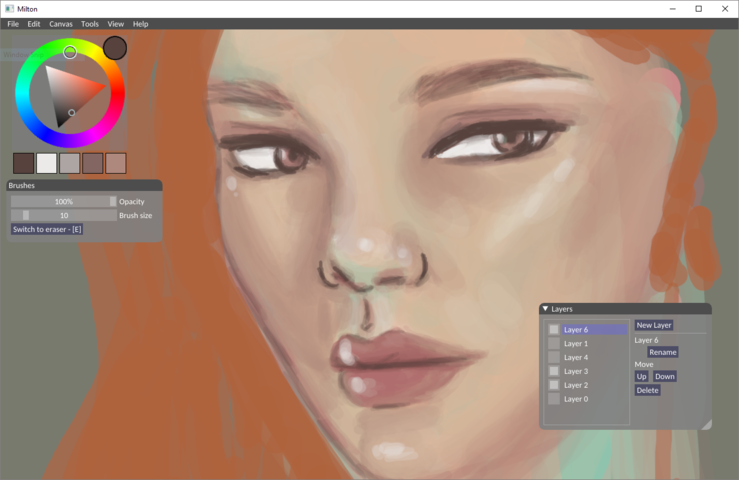 Milton
File Edit Canvas Tools View Help
Brushes
100% Opacity
10 Brush size
Switch to eraser - [E]
Layers
Layer 6
Layer 1
Layer 4
Layer 3
Layer 2
Layer 0
New Layer
Layer 6
Rename
Move
Up Down
Delete